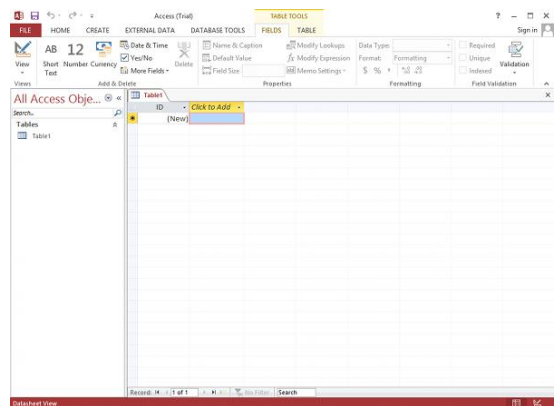 Access (Trial)
TABLE TOOLS
Sign in
FILE HOME CREATE EXTERNAL DATA DATABASE TOOLS FIELDS TABLE
View
Views
AB 12
Short Text
Number
Currency
Date & Time
Yes/No
More Fields
Delete
Add & Delete
Name & Caption
Default Value
Field Size
Modify Lookups
Modify Expression
Memo Settings
Properties
Data Type:
Format: Formatting
$ % ,
Formatting
Required
Unique
Indexed
Validation
Field Validation
All Access Obje...
Search...
Tables
Table1
Table1
ID Click to Add
(New)
Record: 1 of 1 No Filter Search
Datasheet View